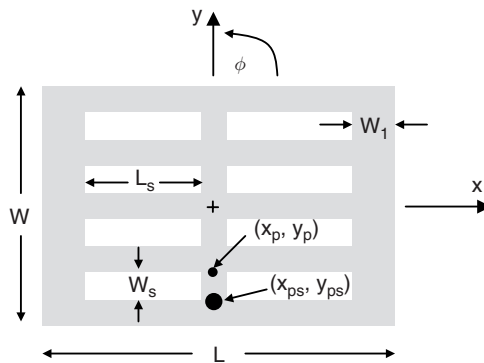 y
ϕ
W₁
Lₛ
x
W
+
(xₚ, yₚ)
Wₛ
(xₚₛ, yₚₛ)
L